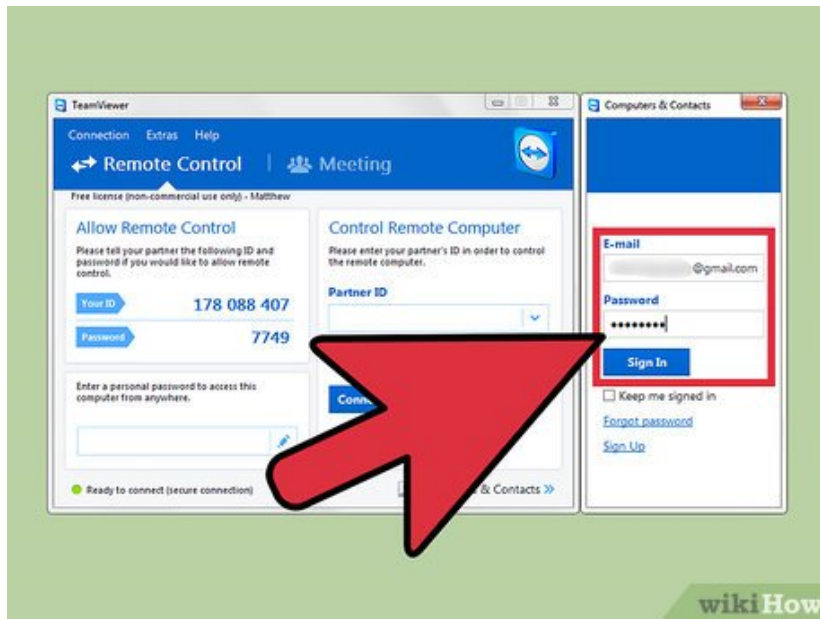 TeamViewer
Connection Extras Help
Remote Control
Meeting
Free license (non-commercial use only) - Matthew
Allow Remote Control
Please tell your partner the following ID and
password if you would like to allow remote
control.
Your ID 178 088 407
Password 7749
Enter a personal password to access this
computer from anywhere.
Ready to connect (secure connection)
Control Remote Computer
Please enter your partner's ID in order to control
the remote computer.
Partner ID
& Contacts »
Computers & Contacts
E-mail
@gmail.com
Password
Sign In
Keep me signed in
Forgot password
Sign Up
wikiHow